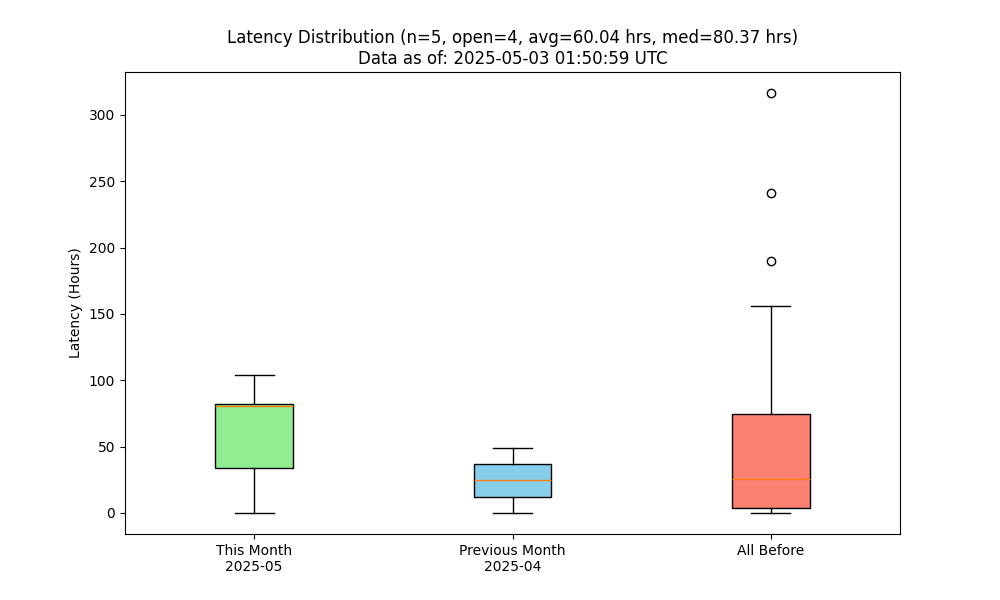 Latency Distribution (n=5, open=4, avg=60.04 hrs, med=80.37 hrs)
Data as of: 2025-05-03 01:50:59 UTC
Latency (Hours)
300
250
200
150
100
50
0
This Month
2025-05
Previous Month
2025-04
All Before